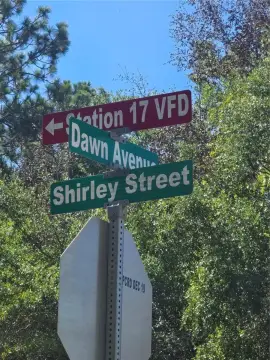 Station 17 VFD
Dawn Avenue
Shirley Street